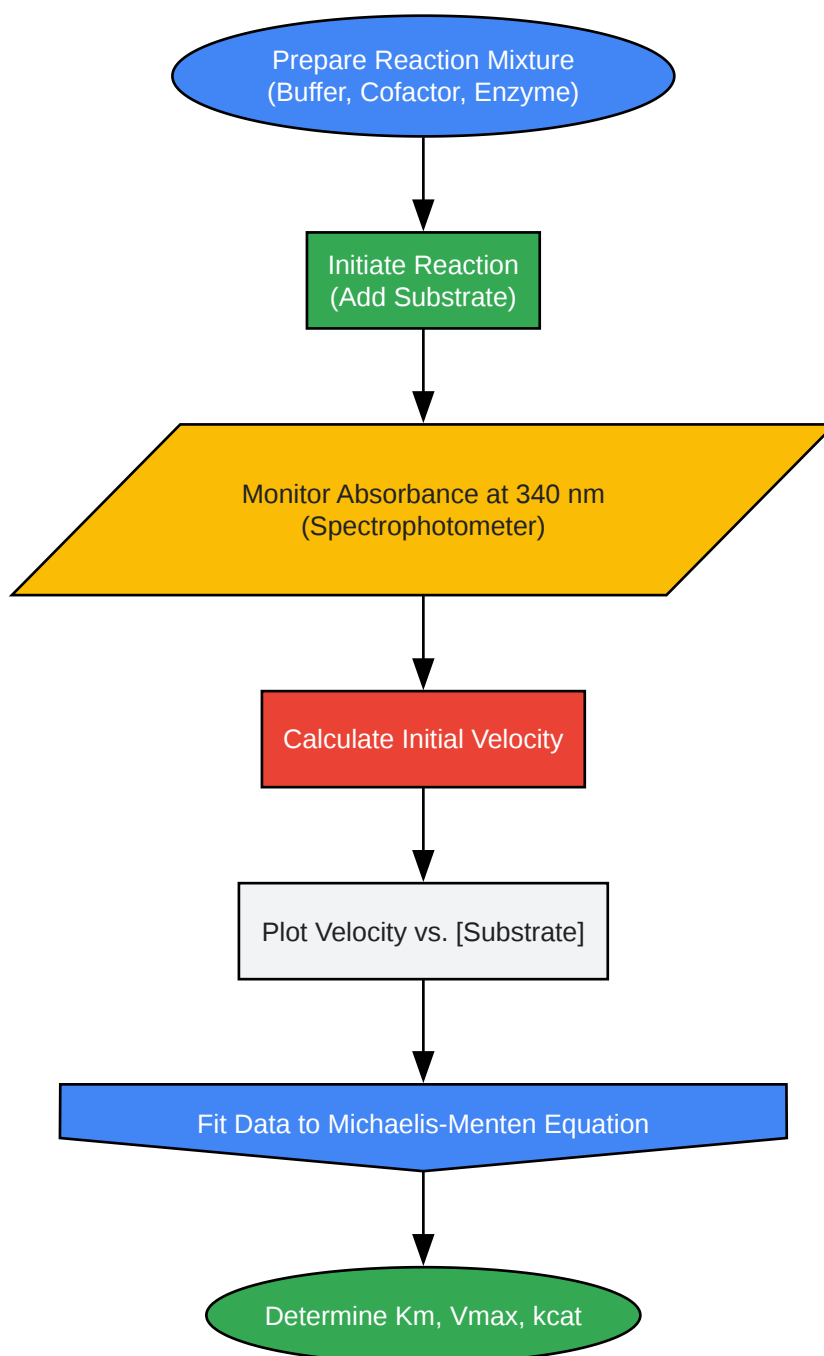 Prepare Reaction Mixture
(Buffer, Cofactor, Enzyme)
Initiate Reaction
(Add Substrate)
Monitor Absorbance at 340 nm
(Spectrophotometer)
Calculate Initial Velocity
Plot Velocity vs. [Substrate]
Fit Data to Michaelis-Menten Equation
Determine Km, Vmax, kcat